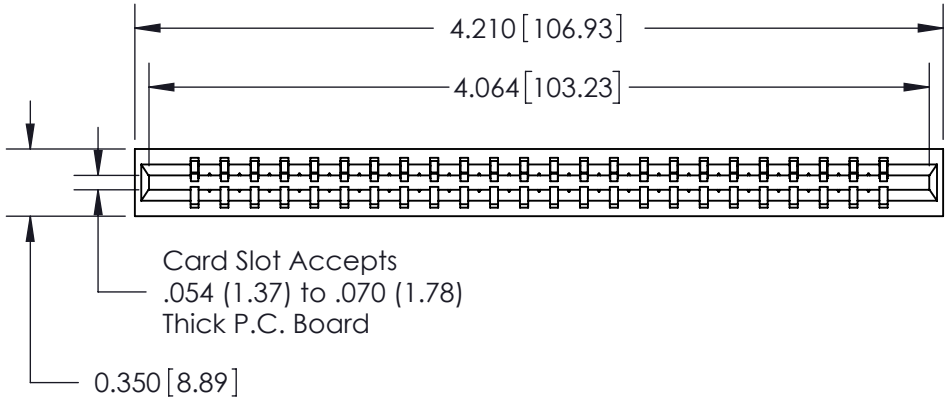 4.210 [106.93]
4.064 [103.23]
Card Slot Accepts
.054 (1.37) to .070 (1.78)
Thick P.C. Board
0.350 [8.89]